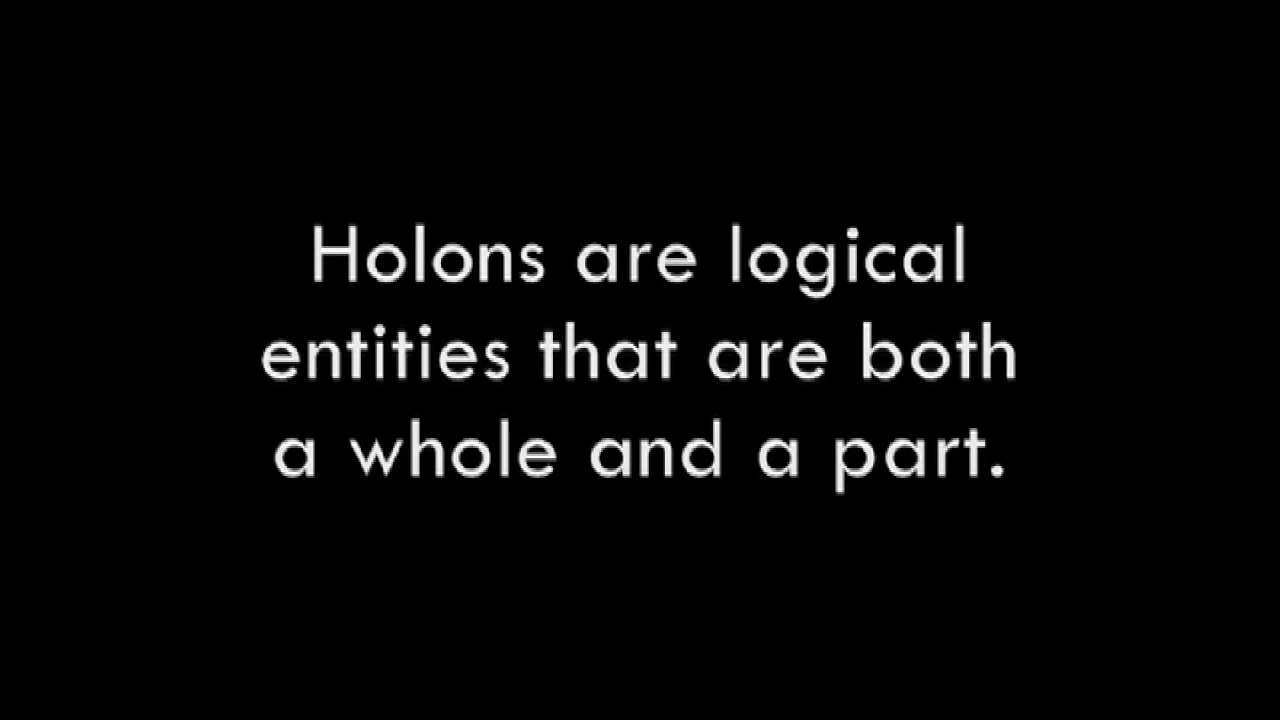 Holons are logical
entities that are both
a whole and a part.